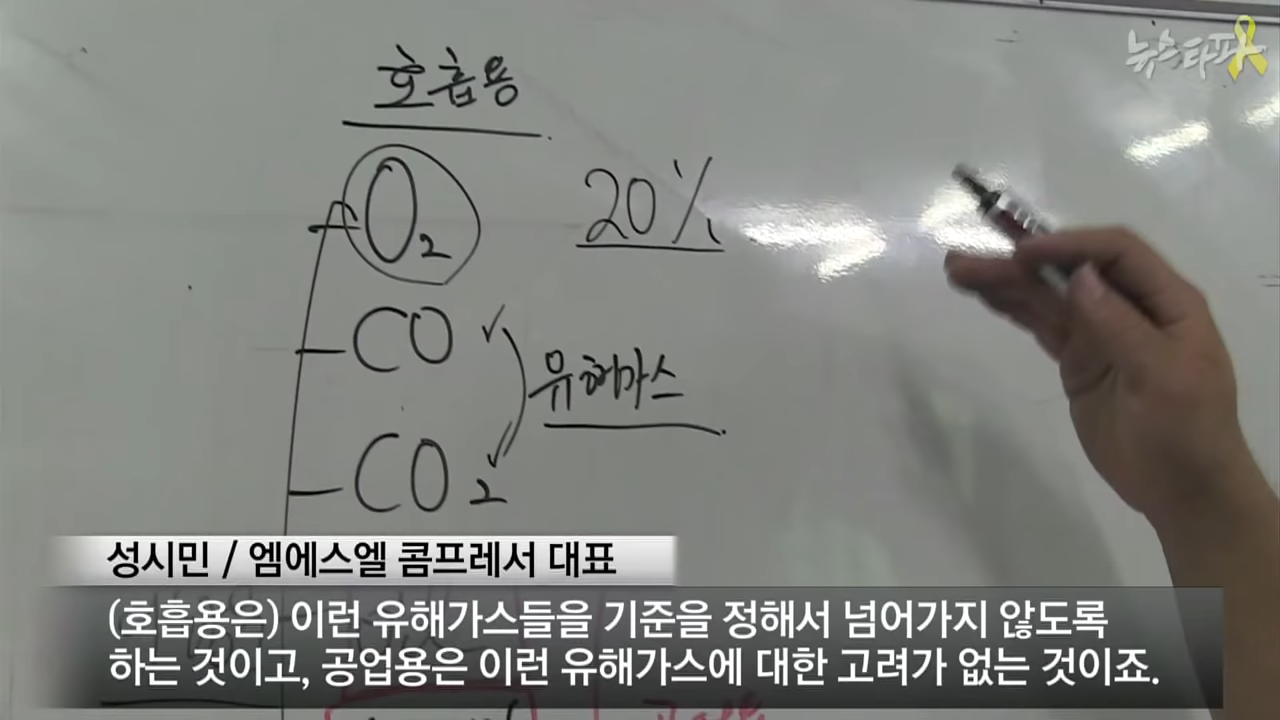 뉴스타파
호흡용
O₂ 20%
CO
유해가스
CO₂
성시민 / 엠에스엘 콤프레서 대표
(호흡용은) 이런 유해가스들을 기준을 정해서 넘어가지 않도록
하는 것이고, 공업용은 이런 유해가스에 대한 고려가 없는 것이죠.